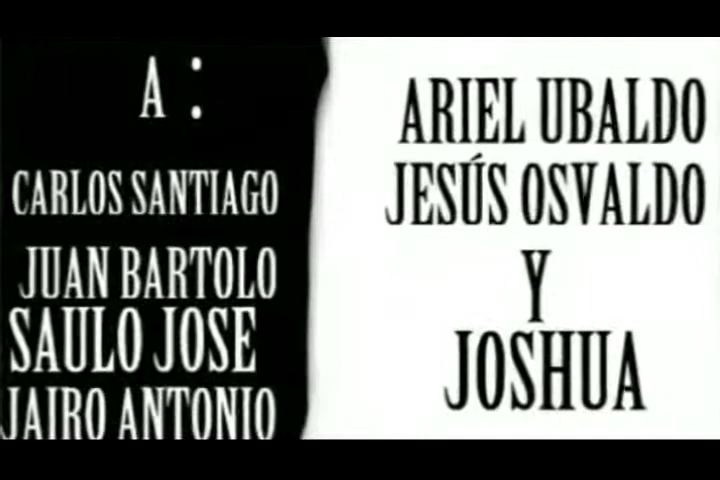 A :
CARLOS SANTIAGO
JUAN BARTOLO
SAULO JOSE
JAIRO ANTONIO
ARIEL UBALDO
JESÚS OSVALDO
Y
JOSHUA